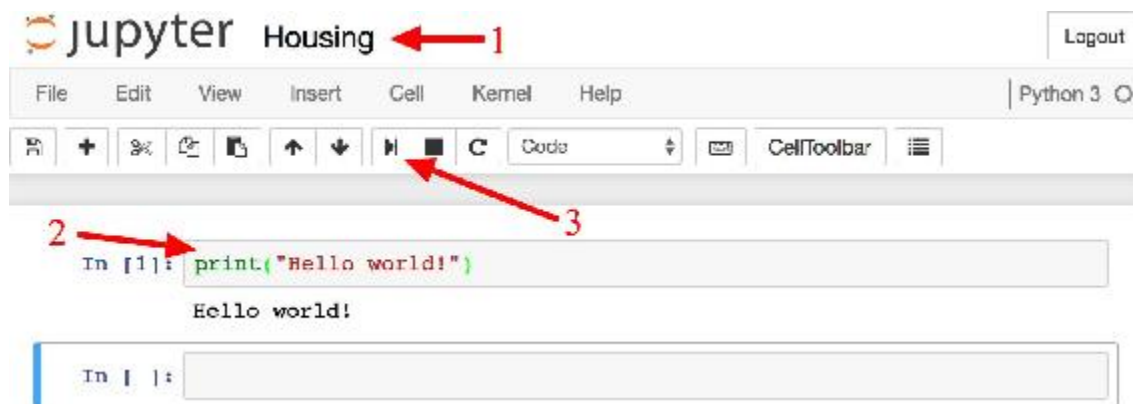 jupyter Housing 1 Logout
File Edit View Insert Cell Kernel Help Python 3
C Code CellToolbar
3
2
In [1]: print("Hello world!")
Hello world!
In [ ]: